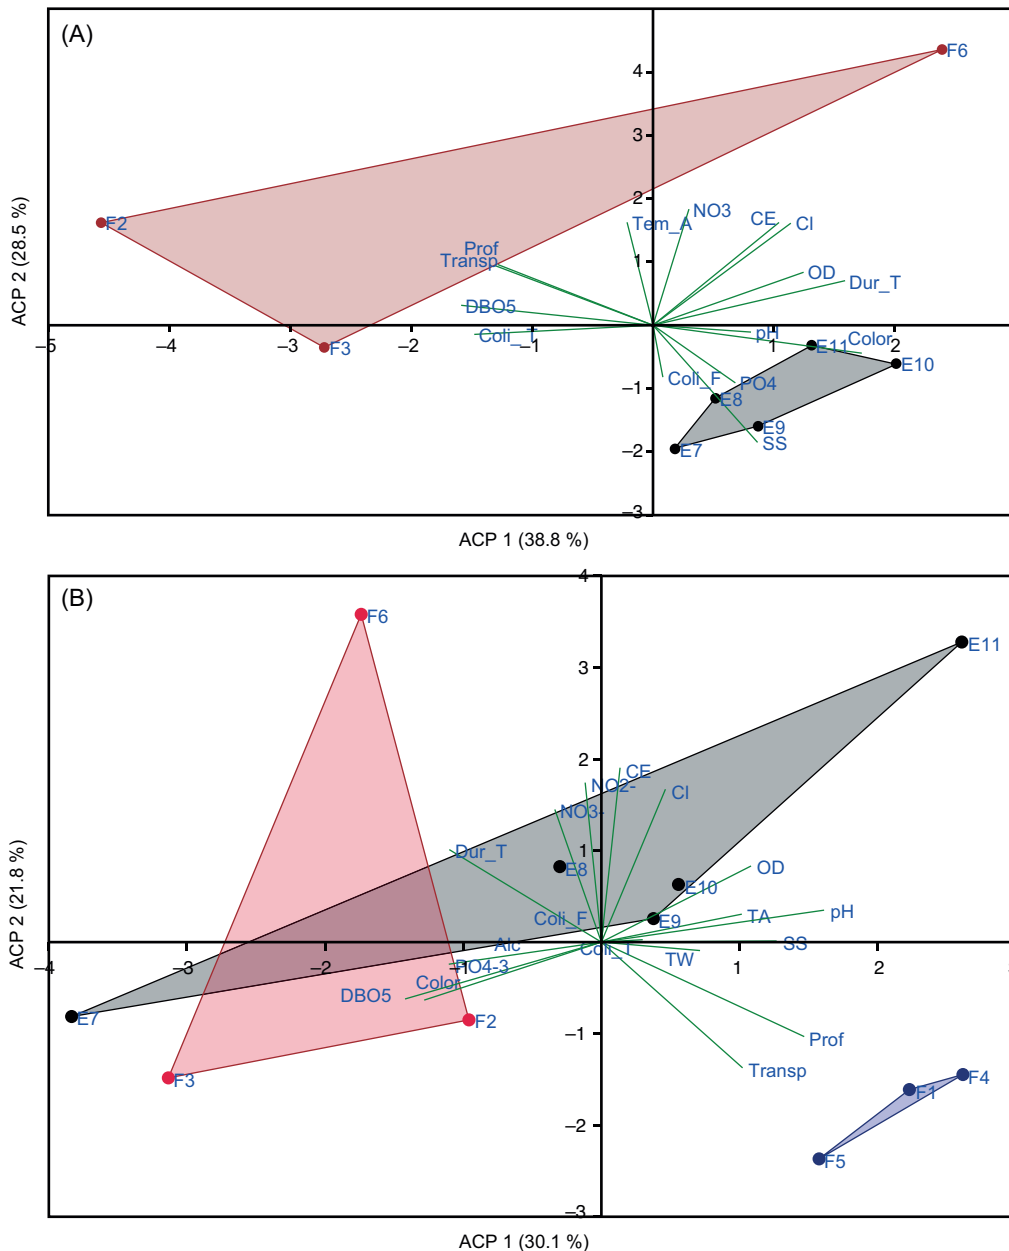 (A)
F6
4
3
2
NO3
CE
Cl
Tem_A
F2
Prof
Transp
1
OD
Dur_T
DBO5
Coli_T
pH
Color
–5
–4
–3
–2
–1
1
2
F3
E11
E10
–1
Coli_F
PO4
E8
E9
SS
–2
E7
–3
ACP 2 (28.5 %)
ACP 1 (38.8 %)
(B)
4
F6
E11
3
2
CE
NO2-
Cl
NO3-
1
Dur_T
E8
OD
E10
Coli_F
E9
TA
pH
Alc
Coli_T
SS
–4
–3
–2
–1
PO4-3
TW
1
2
Color
DBO5
E7
F2
–1
Prof
Transp
F3
F1
F4
–2
F5
–3
ACP 2 (21.8 %)
ACP 1 (30.1 %)